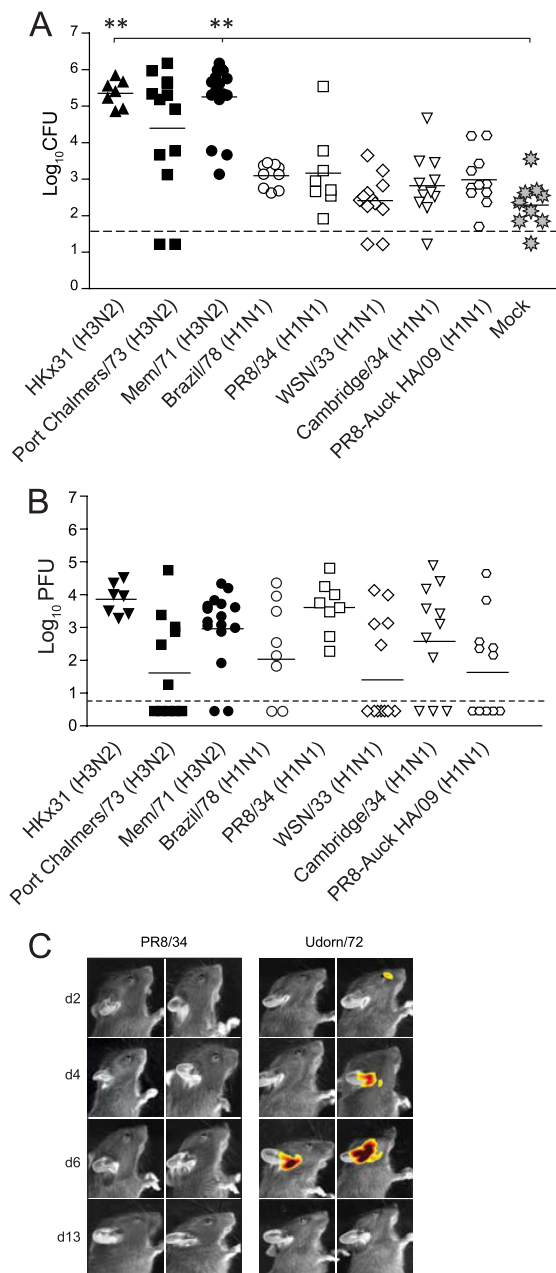 A
** **
7
6
5
4
3
2
1
0
Log10 CFU
HKx31 (H3N2)
Port Chalmers/73 (H3N2)
Mem/71 (H3N2)
Brazil/78 (H1N1)
PR8/34 (H1N1)
WSN/33 (H1N1)
Cambridge/34 (H1N1)
PR8-Auck HA/09 (H1N1)
Mock
B
7
6
5
4
3
2
1
0
Log10 PFU
HKx31 (H3N2)
Port Chalmers/73 (H3N2)
Mem/71 (H3N2)
Brazil/78 (H1N1)
PR8/34 (H1N1)
WSN/33 (H1N1)
Cambridge/34 (H1N1)
PR8-Auck HA/09 (H1N1)
C
PR8/34 Udorn/72
d2
d4
d6
d13